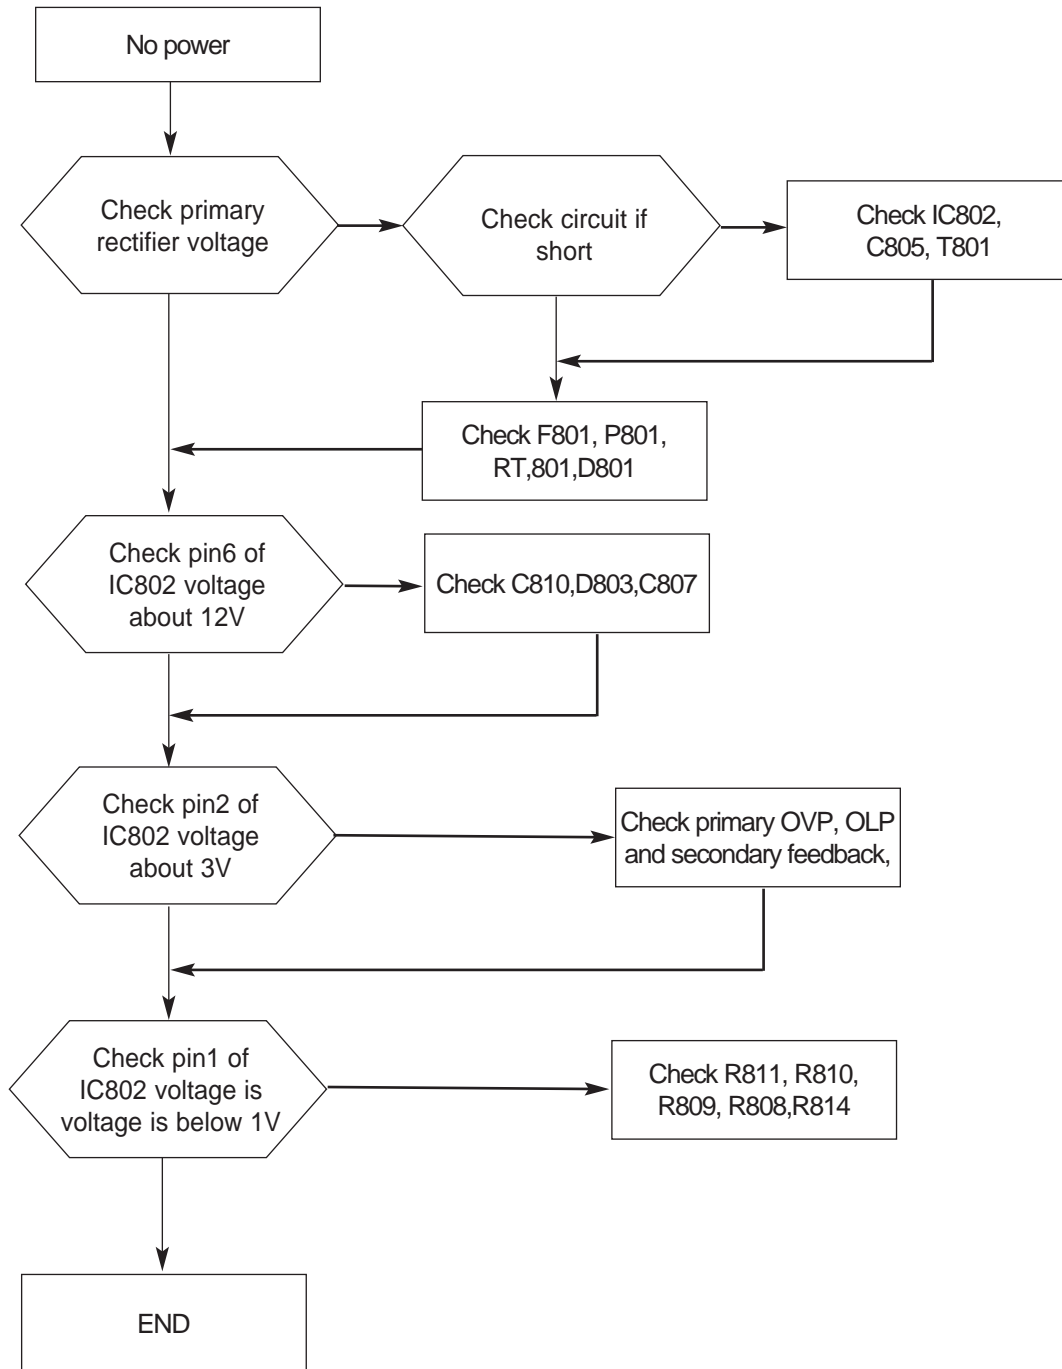 No power
Check primary
rectifier voltage
Check circuit if
short
Check IC802,
C805, T801
Check F801, P801,
RT,801,D801
Check pin6 of
IC802 voltage
about 12V
Check C810,D803,C807
Check pin2 of
IC802 voltage
about 3V
Check primary OVP, OLP
and secondary feedback,
Check pin1 of
IC802 voltage is
voltage is below 1V
Check R811, R810,
R809, R808,R814
END